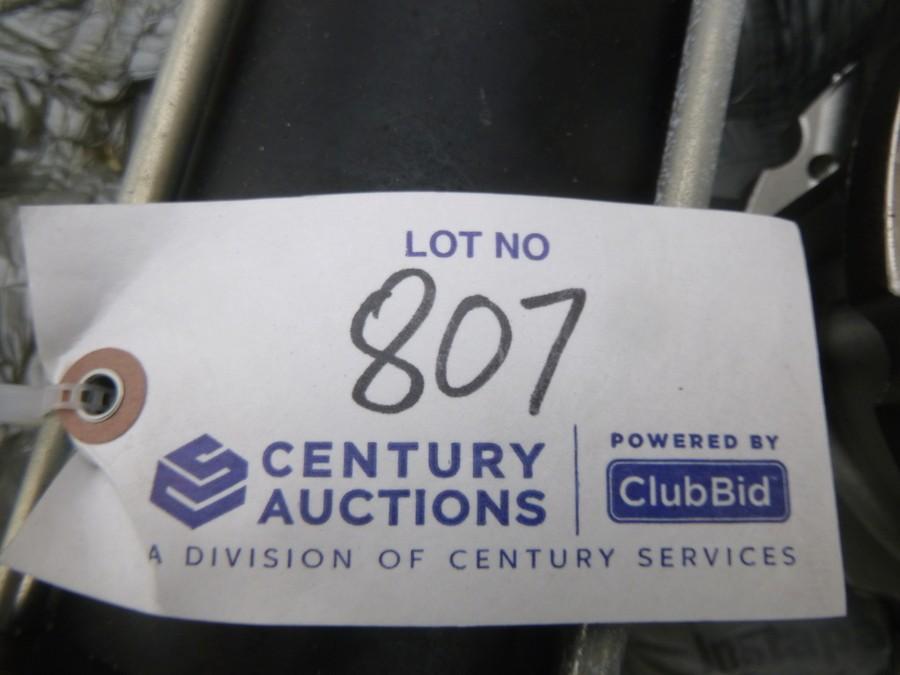 LOT NO
807
CENTURY AUCTIONS
POWERED BY
ClubBid
A DIVISION OF CENTURY SERVICES